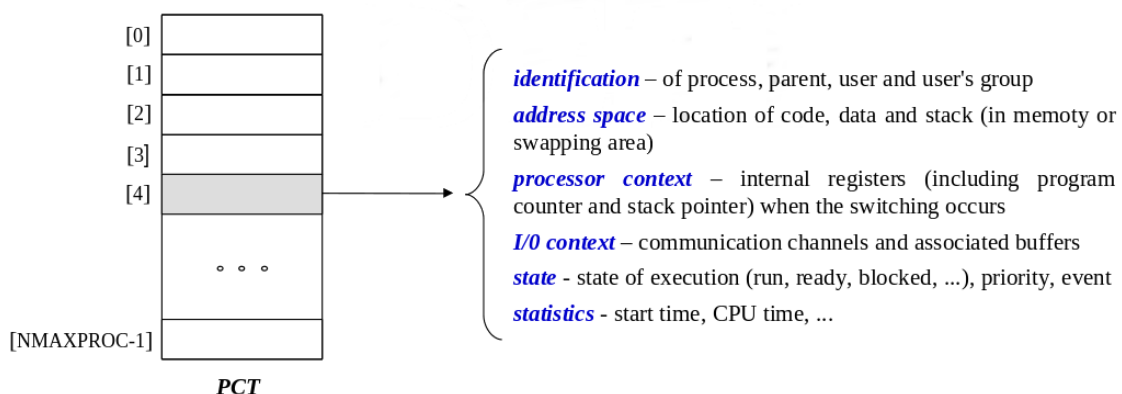 [0]
[1]
[2]
[3]
[4]
[NMAXPROC-1]
PCT
identification – of process, parent, user and user's group
address space – location of code, data and stack (in memoty or
swapping area)
processor context – internal registers (including program
counter and stack pointer) when the switching occurs
I/0 context – communication channels and associated buffers
state - state of execution (run, ready, blocked, ...), priority, event
statistics - start time, CPU time, ...